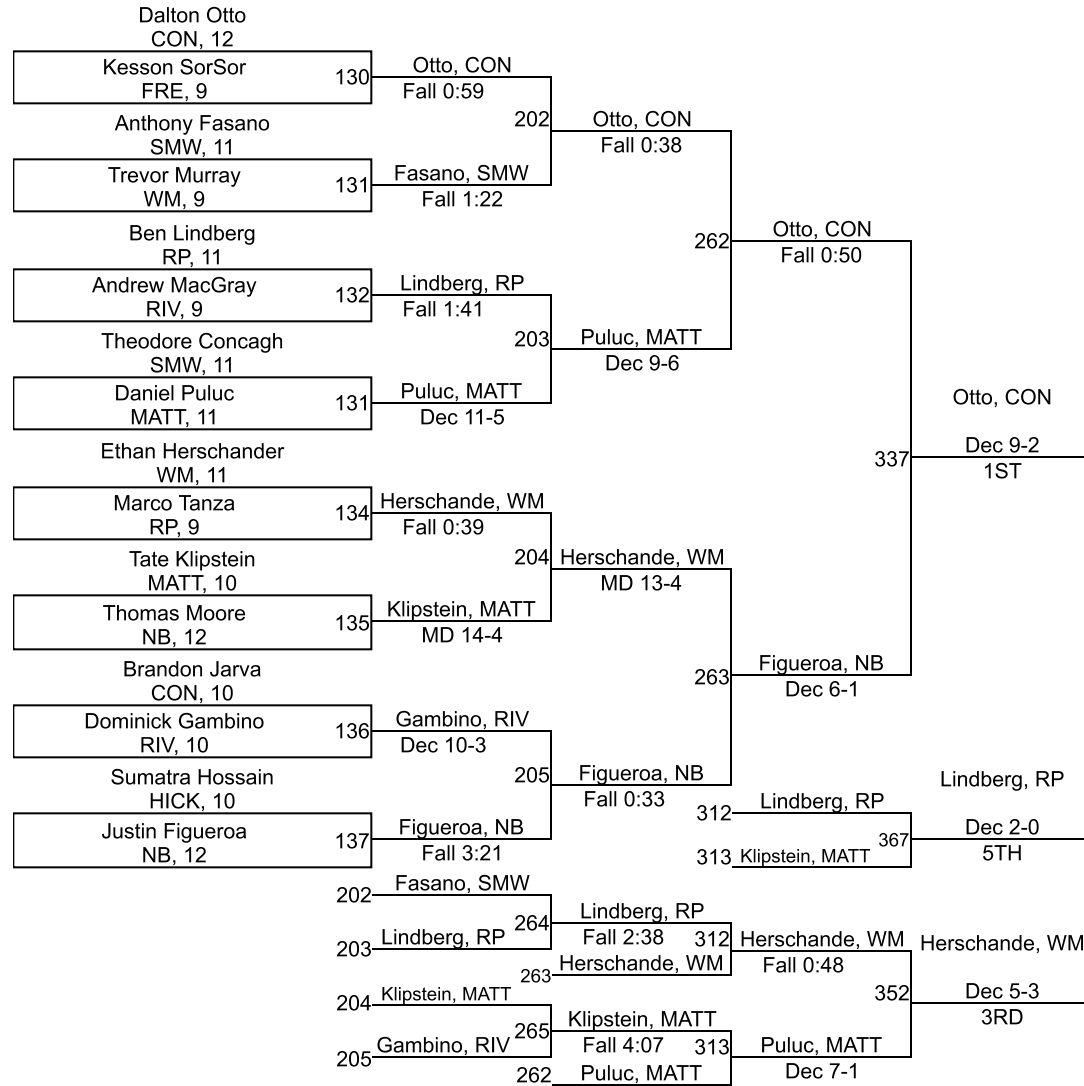 Dalton Otto
CON, 12
Kesson SorSor
FRE, 9
130
Otto, CON
Fall 0:59
Anthony Fasano
SMW, 11
Trevor Murray
WM, 9
131
Fasano, SMW
Fall 1:22
202
Otto, CON
Fall 0:38
Ben Lindberg
RP, 11
Andrew MacGray
RIV, 9
132
Lindberg, RP
Fall 1:41
Theodore Concagh
SMW, 11
Daniel Puluc
MATT, 11
131
Puluc, MATT
Dec 11-5
203
Puluc, MATT
Dec 9-6
262
Otto, CON
Fall 0:50
Ethan Herschander
WM, 11
Marco Tanza
RP, 9
134
Herschande, WM
Fall 0:39
Tate Klipstein
MATT, 10
Thomas Moore
NB, 12
135
Klipstein, MATT
MD 14-4
204
Herschande, WM
MD 13-4
Brandon Jarva
CON, 10
Dominick Gambino
RIV, 10
136
Gambino, RIV
Dec 10-3
Sumatra Hossain
HICK, 10
Justin Figueroa
NB, 12
137
Figueroa, NB
Fall 3:21
205
Figueroa, NB
Fall 0:33
263
Figueroa, NB
Dec 6-1
337
Otto, CON
Dec 9-2
1ST
312
Lindberg, RP
313
Klipstein, MATT
367
Lindberg, RP
Dec 2-0
5TH
202
Fasano, SMW
203
Lindberg, RP
264
Lindberg, RP
Fall 2:38
263
Herschande, WM
312
Herschande, WM
Fall 0:48
204
Klipstein, MATT
205
Gambino, RIV
265
Klipstein, MATT
Fall 4:07
262
Puluc, MATT
313
Puluc, MATT
Dec 7-1
352
Herschande, WM
Dec 5-3
3RD